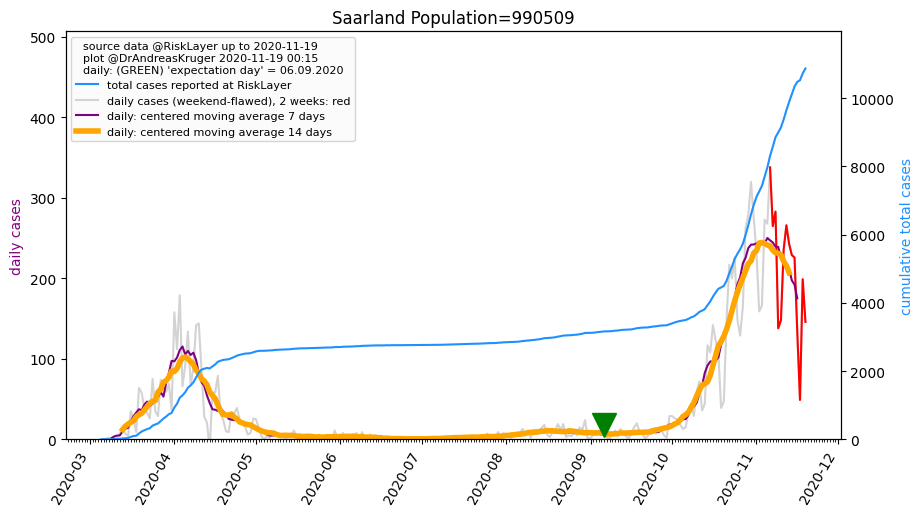 Saarland Population=990509
source data @RiskLayer up to 2020-11-19
plot @DrAndreasKruger 2020-11-19 00:15
daily: (GREEN) 'expectation day' = 06.09.2020
total cases reported at RiskLayer
daily cases (weekend-flawed), 2 weeks: red
daily: centered moving average 7 days
daily: centered moving average 14 days
daily cases
500
400
300
200
100
0
cumulative total cases
10000
8000
6000
4000
2000
0
2020-03
2020-04
2020-05
2020-06
2020-07
2020-08
2020-09
2020-10
2020-11
2020-12